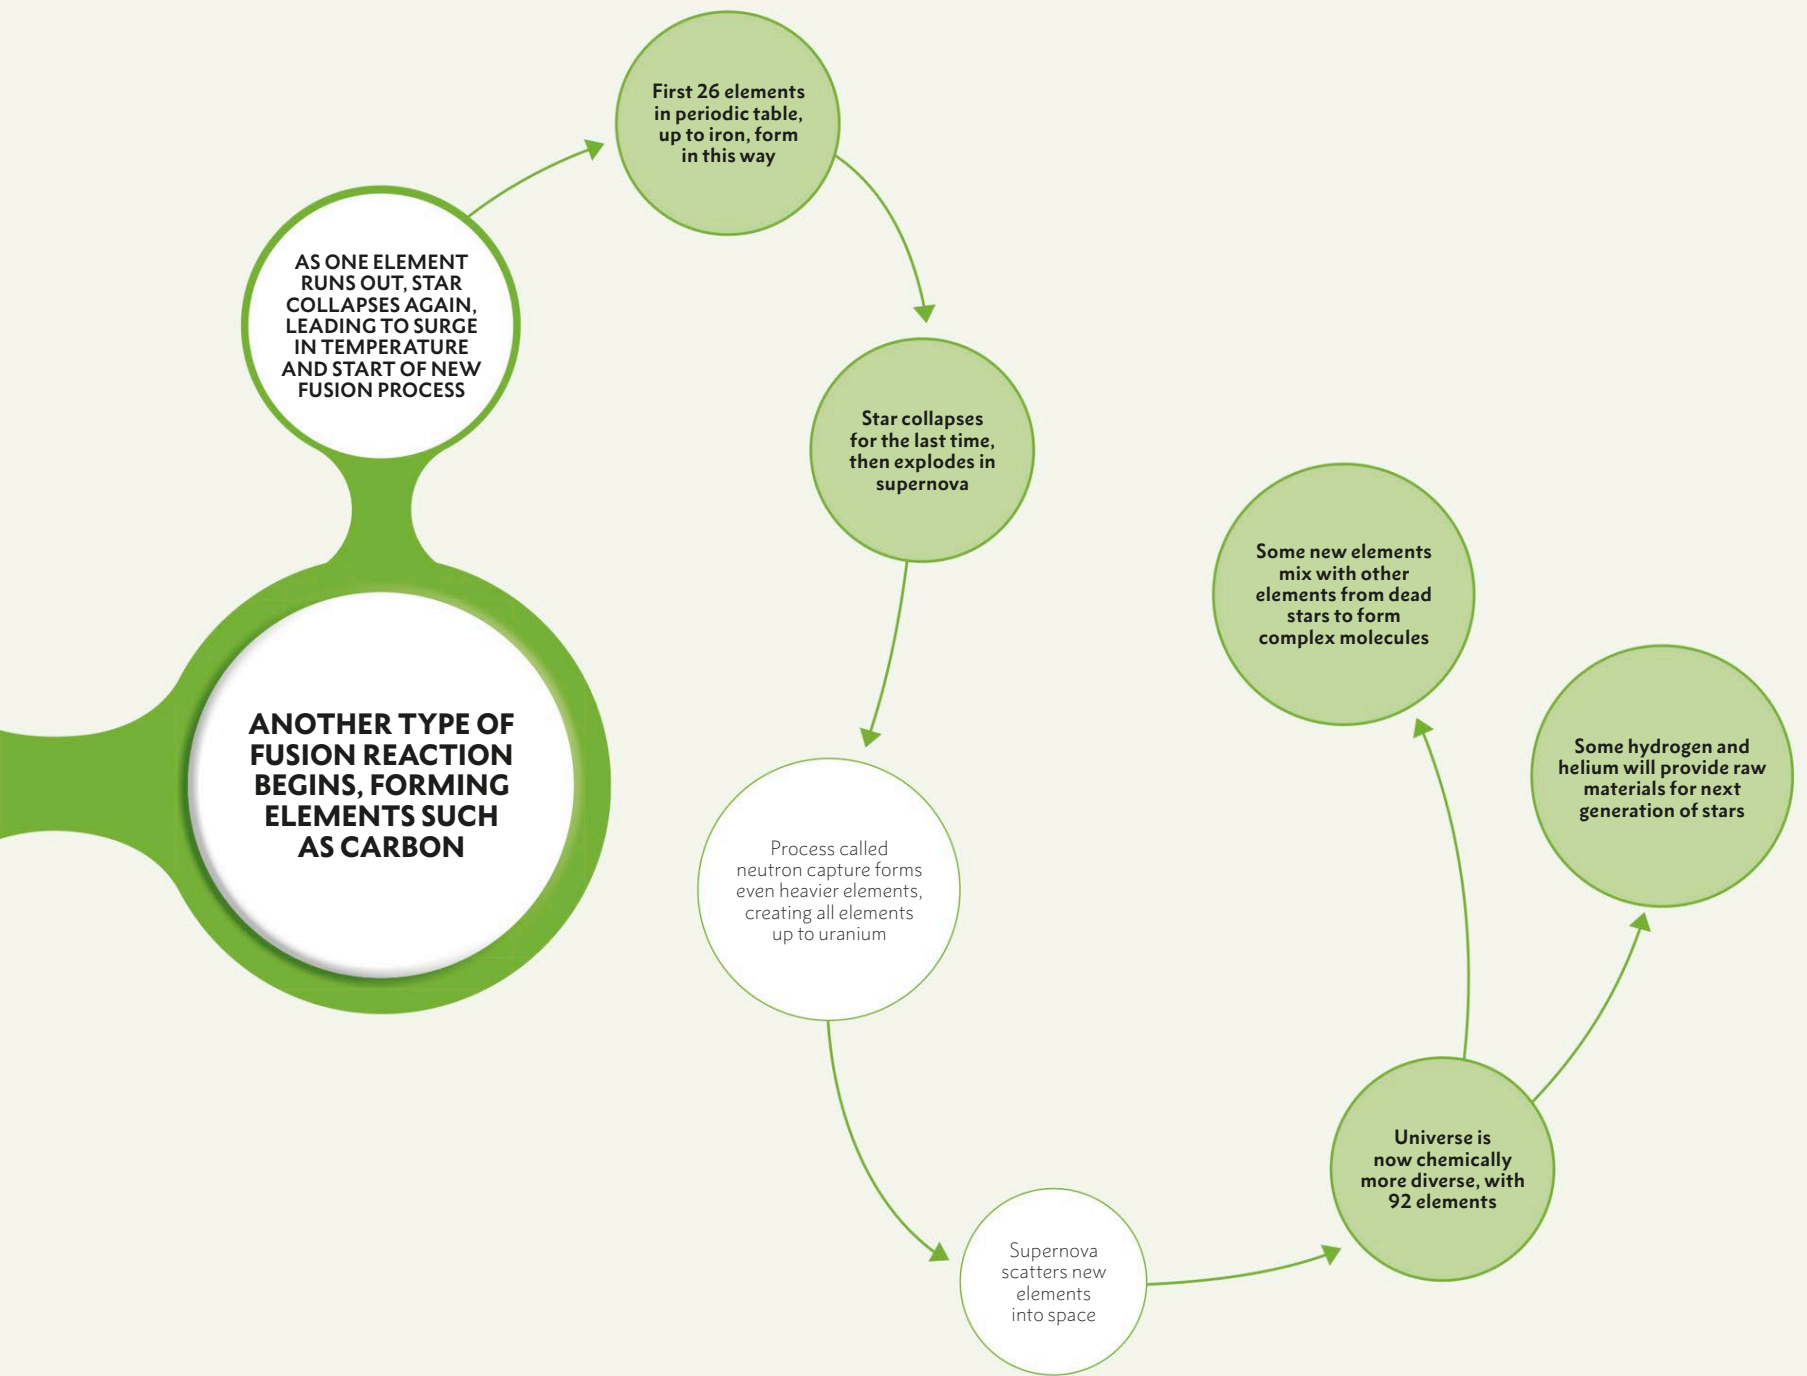 ANOTHER TYPE OF
FUSION REACTION
BEGINS, FORMING
ELEMENTS SUCH
AS CARBON
AS ONE ELEMENT
RUNS OUT, STAR
COLLAPSES AGAIN,
LEADING TO SURGE
IN TEMPERATURE
AND START OF NEW
FUSION PROCESS
First 26 elements
in periodic table,
up to iron, form
in this way
Star collapses
for the last time,
then explodes in
supernova
Process called
neutron capture forms
even heavier elements,
creating all elements
up to uranium
Supernova
scatters new
elements
into space
Universe is
now chemically
more diverse, with
92 elements
Some new elements
mix with other
elements from dead
stars to form
complex molecules
Some hydrogen and
helium will provide raw
materials for next
generation of stars